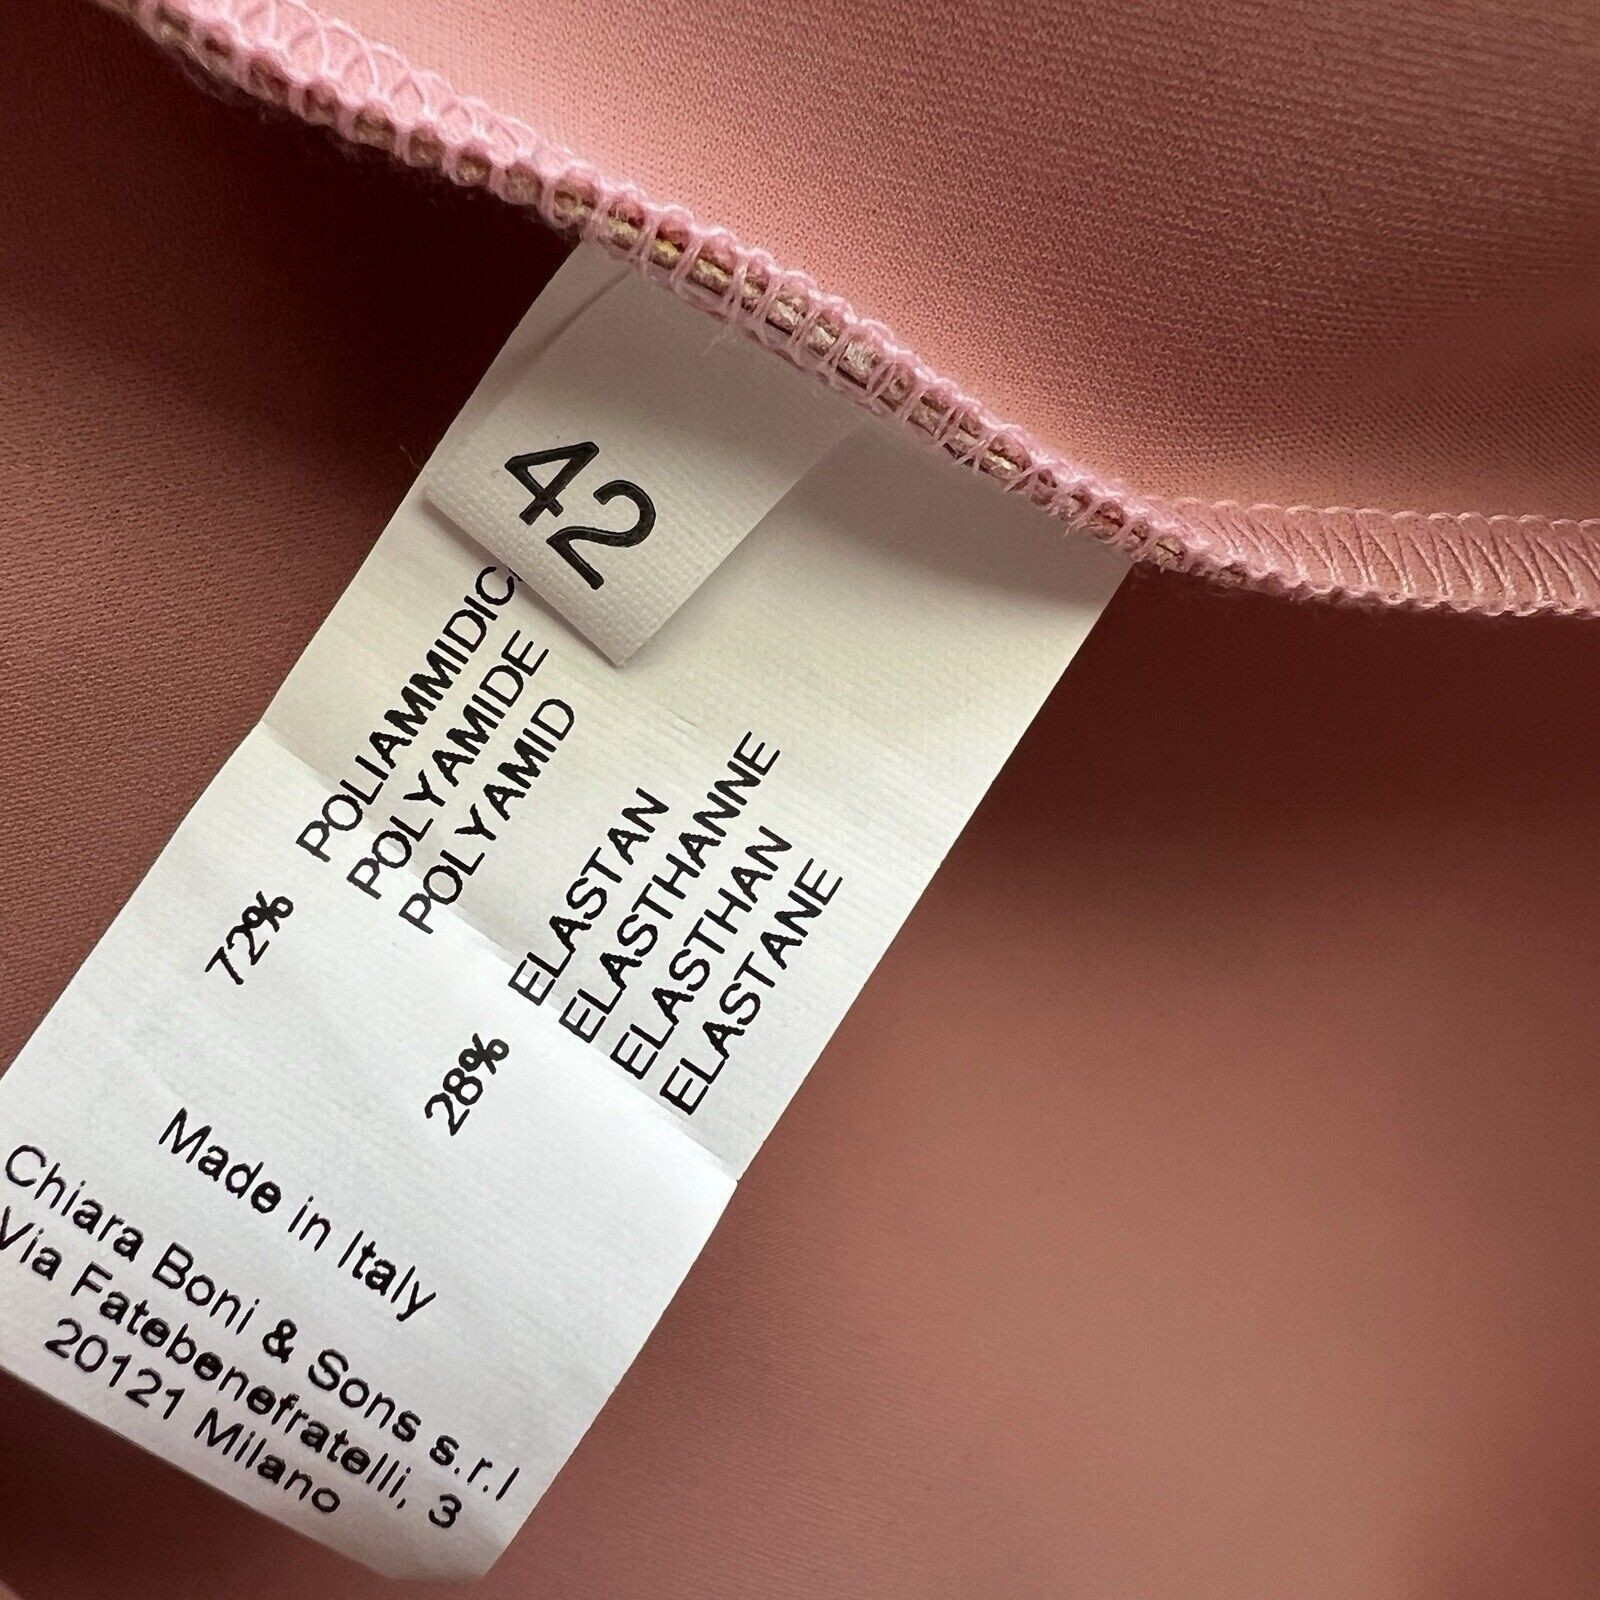 42
72% POLIAMMIDIC
POLYAMIDE
POLYAMID
28% ELASTAN
ELASTHANNE
ELASTHAN
ELASTANE
Made in Italy
Chiara Boni & Sons s.r.l
Via Fatebenefratelli, 3
20121 Milano